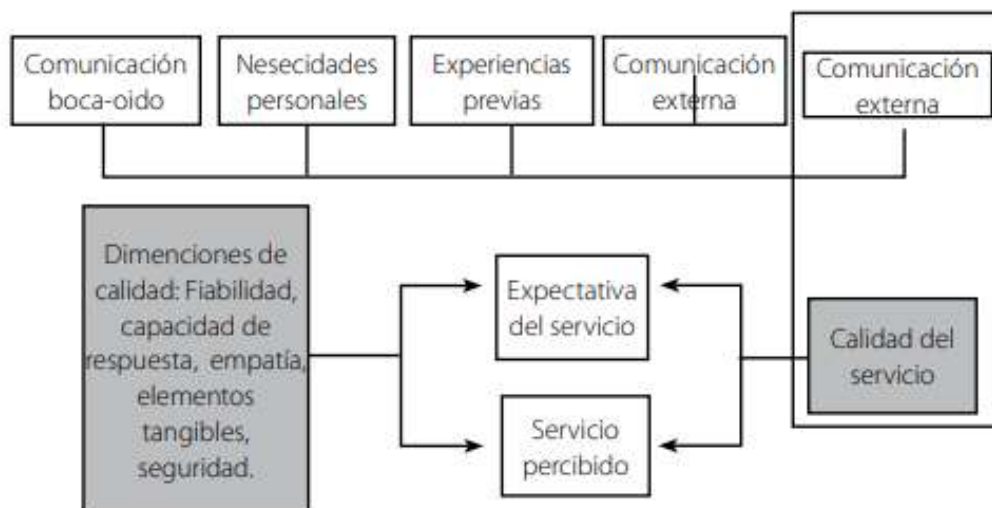 Comunicación
boca-oido
Nesecidades
personales
Experiencias
previas
Comunicación
externa
Comunicación
externa
Dimenciones de
calidad: Fiabilidad,
capacidad de
respuesta, empatía,
elementos
tangibles,
seguridad.
Expectativa
del servicio
Servicio
percibido
Calidad del
servicio